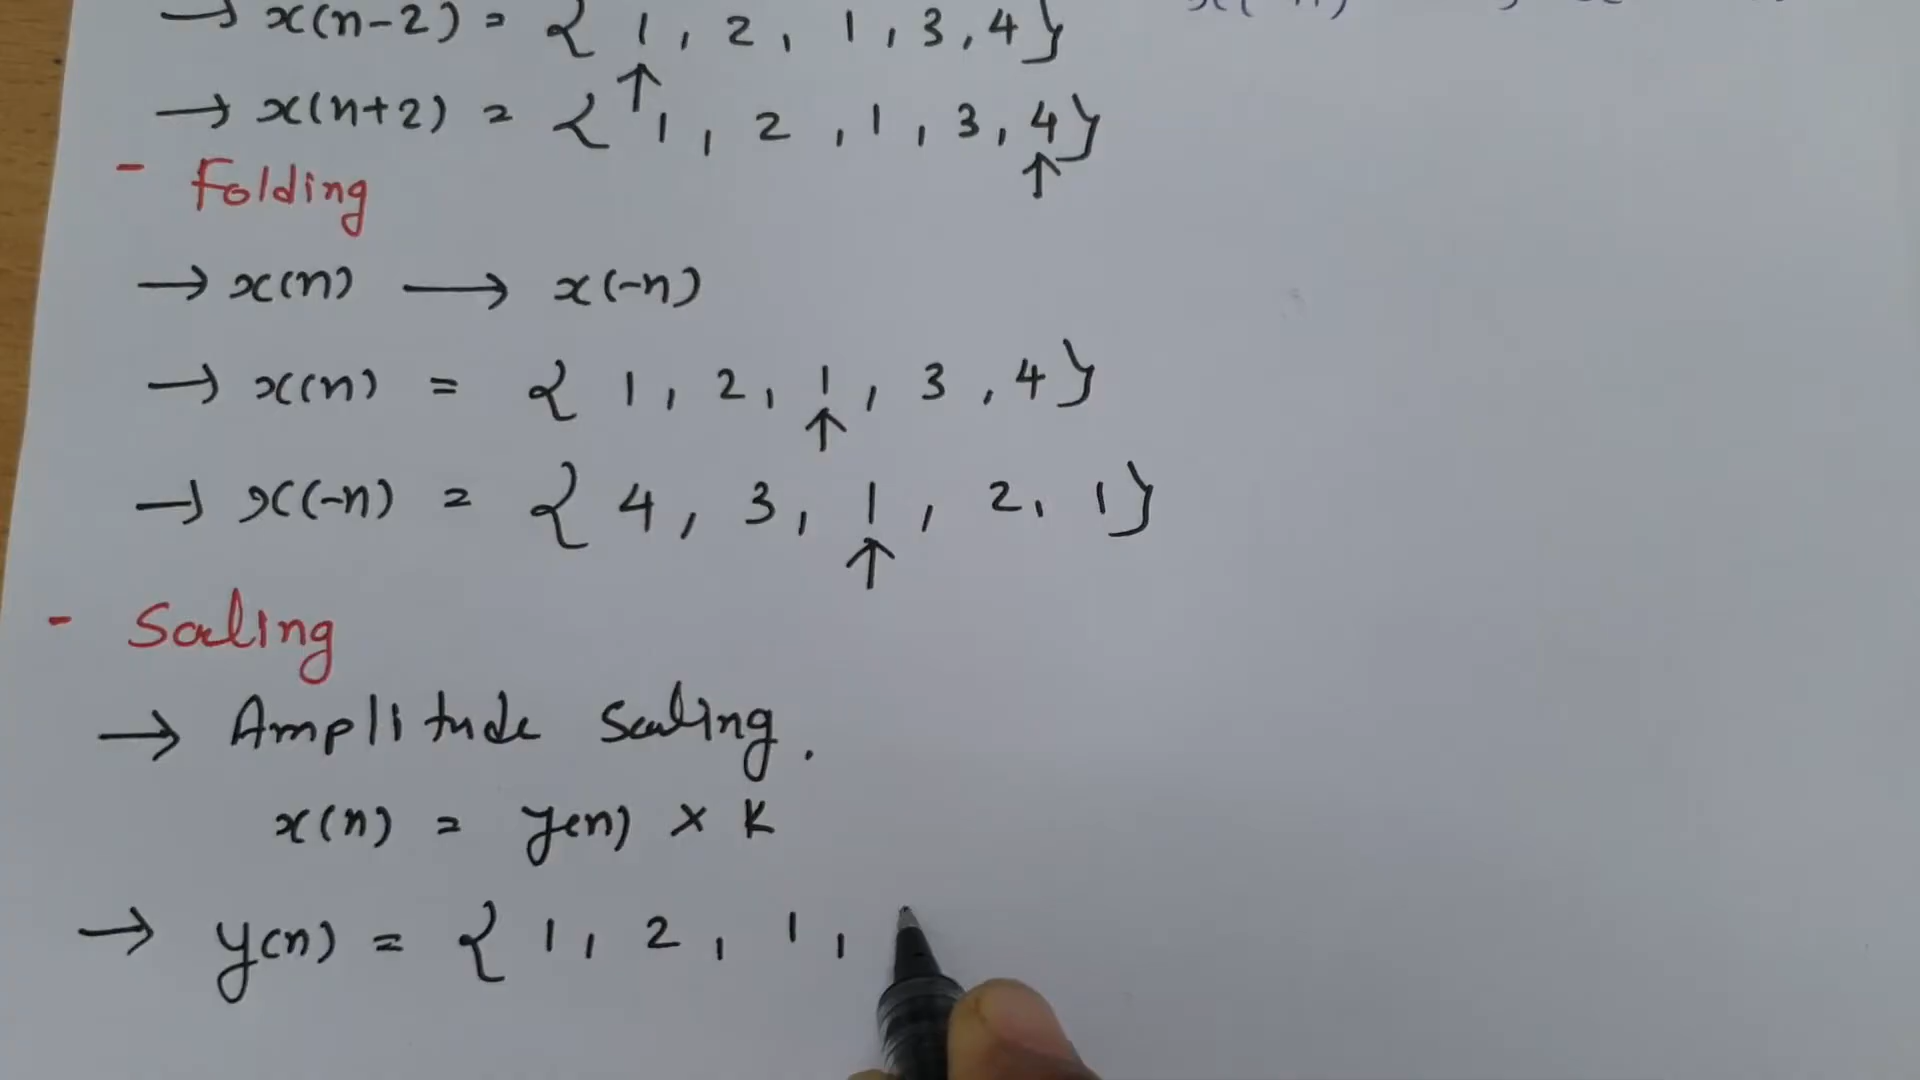 → x(n-2) = { 1, 2, 1, 3, 4}
↑
→ x(n+2) = { 1, 2, 1, 3, 4}
↑
- Folding
→ x(n) → x(-n)
→ x(n) = { 1, 2, 1, 3, 4}
↑
→ x(-n) = { 4, 3, 1, 2, 1}
↑
- Scaling
→ Amplitude Scaling.
x(n) = y(n) × K
→ y(n) = { 1, 2, 1,